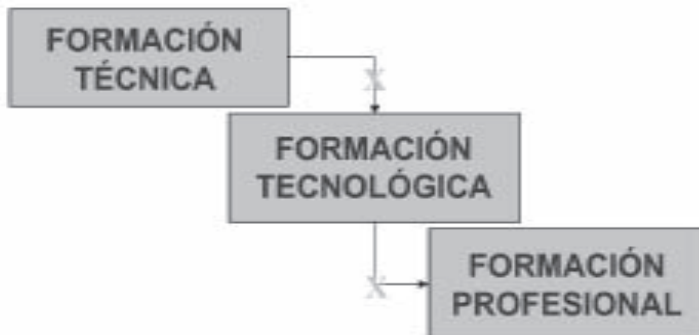 FORMACIÓN
TÉCNICA
X
FORMACIÓN
TECNOLÓGICA
X
FORMACIÓN
PROFESIONAL